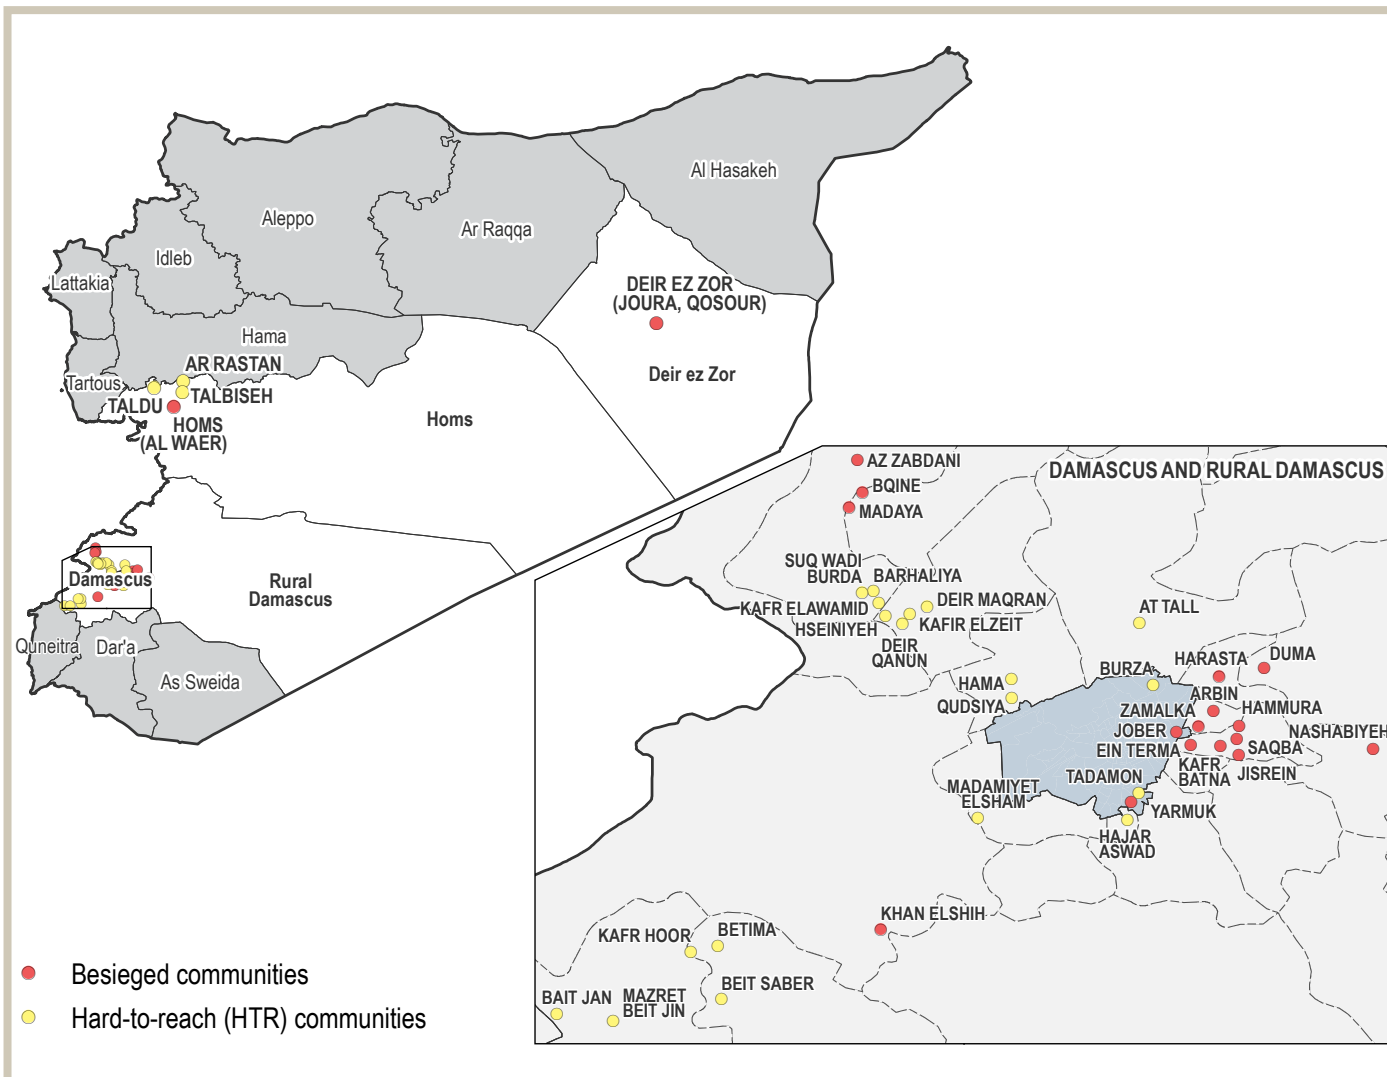 Al Hasakeh
Aleppo
Ar Raqqa
Idleb
Lattakia
DEIR EZ ZOR
(JOURA, QOSOUR)
Hama
AR RASTAN
Deir ez Zor
Tartous
TALBISEH
TALDU
HOMS
(AL WAER)
Homs
Damascus
Rural
Damascus
Quneitra
Dar'a
As Sweida
DAMASCUS AND RURAL DAMASCUS
AZ ZABDANI
BQINE
MADAYA
SUQ WADI
BURDA
BARHALIYA
KAFR ELAWAMID
DEIR MAQRAN
HSEINIYEH
KAFIR ELZEIT
DEIR
QANUN
AT TALL
HAMA
QUDSIYA
BURZA
HARASTA
DUMA
ARBIN
ZAMALKA
HAMMURA
JOBER
NASHABIYEH
EIN TERMA
SAQBA
KAFR
BATNA
JISREIN
TADAMON
MADAMIYET
ELSHAM
YARMUK
HAJAR
ASWAD
KHAN ELSHIH
KAFR HOOR
BETIMA
BEIT SABER
BAIT JAN
MAZRET
BEIT JIN
Besieged communities
Hard-to-reach (HTR) communities